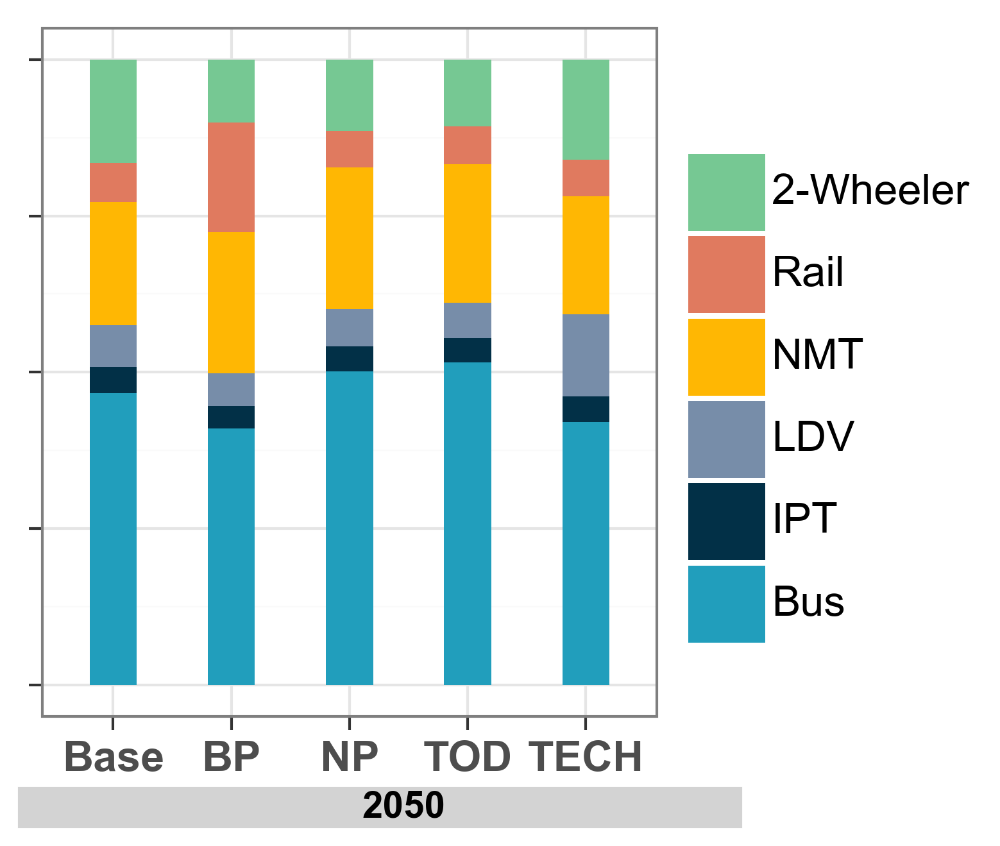 2-Wheeler
Rail
NMT
LDV
IPT
Bus
Base BP NP TOD TECH
2050